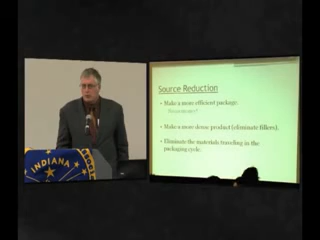 Source Reduction
• Make a more efficient package.
• Make a more dense product (eliminate fillers).
• Eliminate the materials traveling in the
packaging cycle.
INDIANA